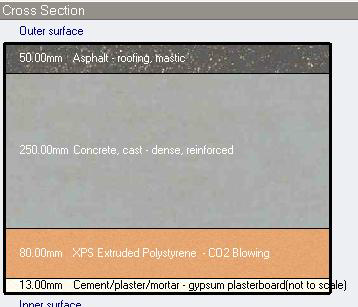 Cross Section
Outer surface
50.00mm Asphalt - roofing, mastic
250.00mm Concrete, cast - dense, reinforced
80.00mm XPS Extruded Polystyrene - CO2 Blowing
13.00mm Cement/plaster/mortar - gypsum plasterboard(not to scale)
Inner surface